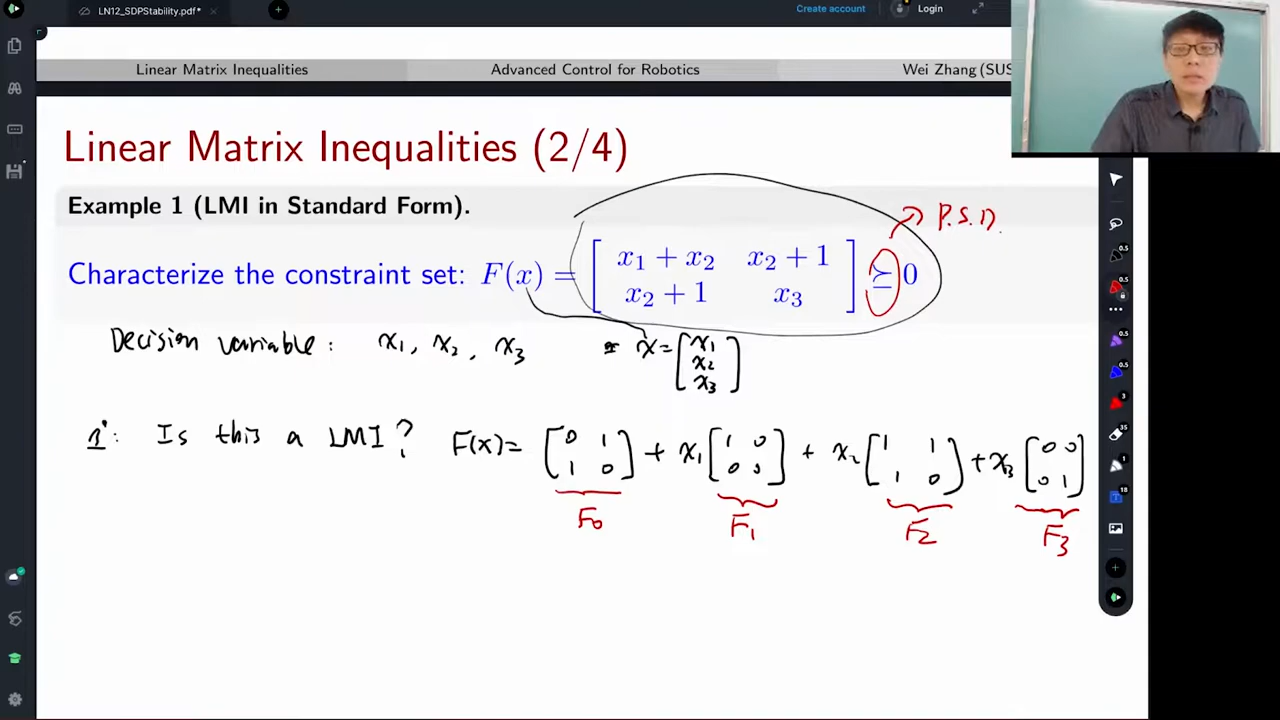 LN12_SDPStability.pdf*
Create account
Login
Linear Matrix Inequalities
Advanced Control for Robotics
Wei Zhang (SUS
Linear Matrix Inequalities (2/4)
Example 1 (LMI in Standard Form).
P.S.D.
Characterize the constraint set: F(x) = [ x₁ + x₂ x₂ + 1 ; x₂ + 1 x₃ ] ⪰ 0
Decision variable: x₁, x₂, x₃ x = [ x₁ ; x₂ ; x₃ ]
Is this a LMI? F(x) = [ 0 1 ; 1 0 ] + x₁ [ 1 0 ; 0 0 ] + x₂ [ 1 1 ; 1 0 ] + x₃ [ 0 0 ; 0 1 ]
F₀ F₁ F₂ F₃